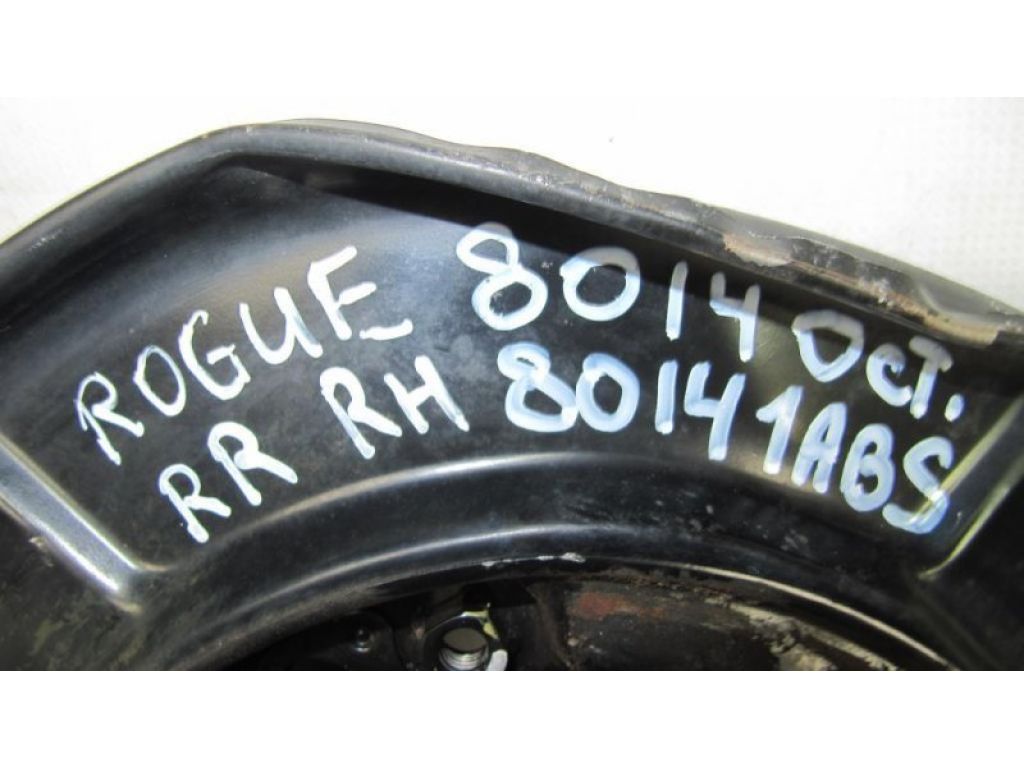 ROGUE 8014 OCT.
RR RH 80141ABS